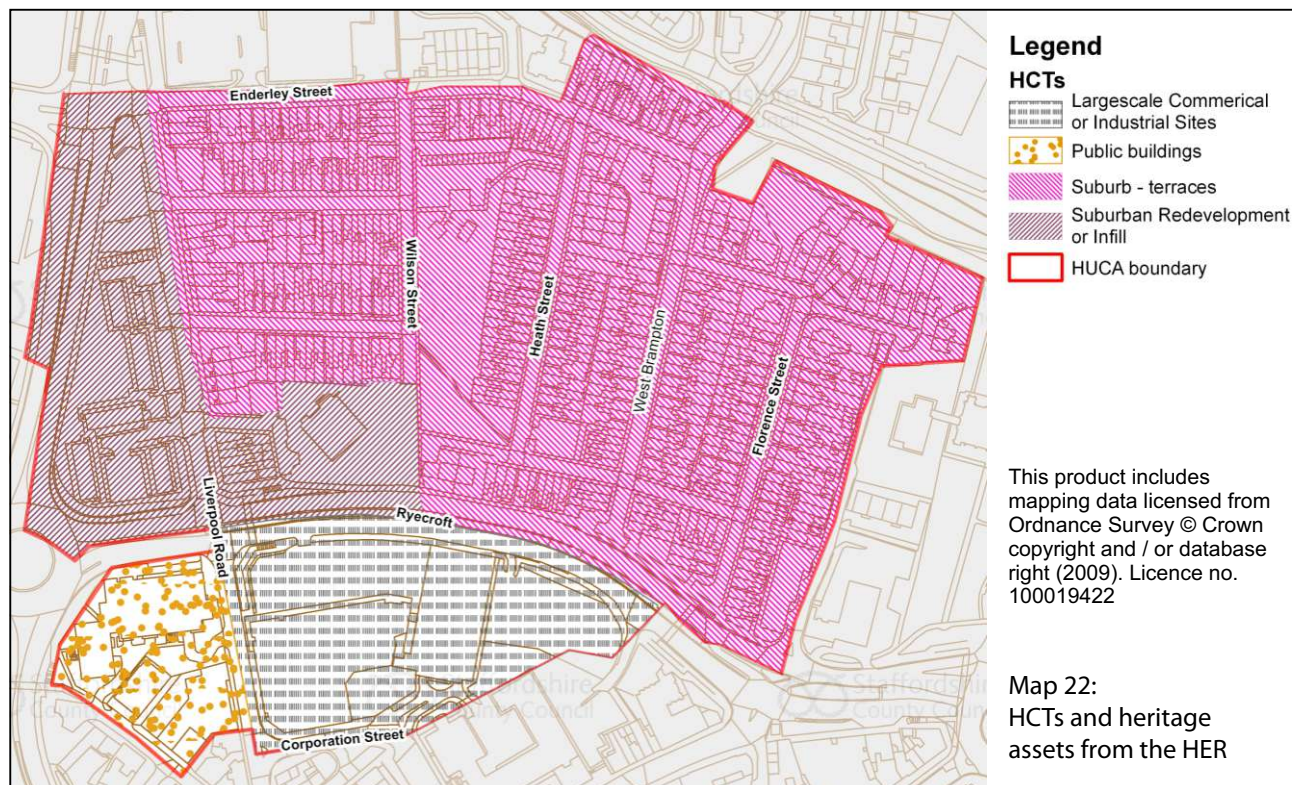 Enderley Street
Wilson Street
Heath Street
West Brampton
Florence Street
Liverpool Road
Ryecroft
Corporation Street
Staffordshire
County Council
Legend
HCTs
Largescale Commerical
or Industrial Sites
Public buildings
Suburb - terraces
Suburban Redevelopment
or Infill
HUCA boundary
This product includes
mapping data licensed from
Ordnance Survey © Crown
copyright and / or database
right (2009). Licence no.
100019422
Map 22:
HCTs and heritage
assets from the HER